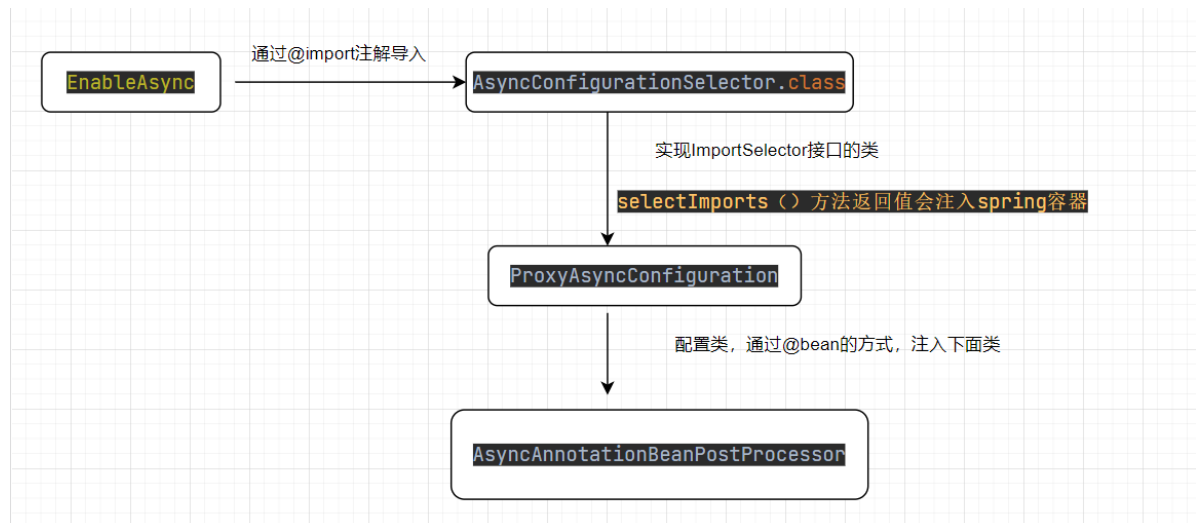 通过@import注解导入
EnableAsync
AsyncConfigurationSelector.class
实现ImportSelector接口的类
selectImports（）方法返回值会注入spring容器
ProxyAsyncConfiguration
配置类，通过@bean的方式，注入下面类
AsyncAnnotationBeanPostProcessor